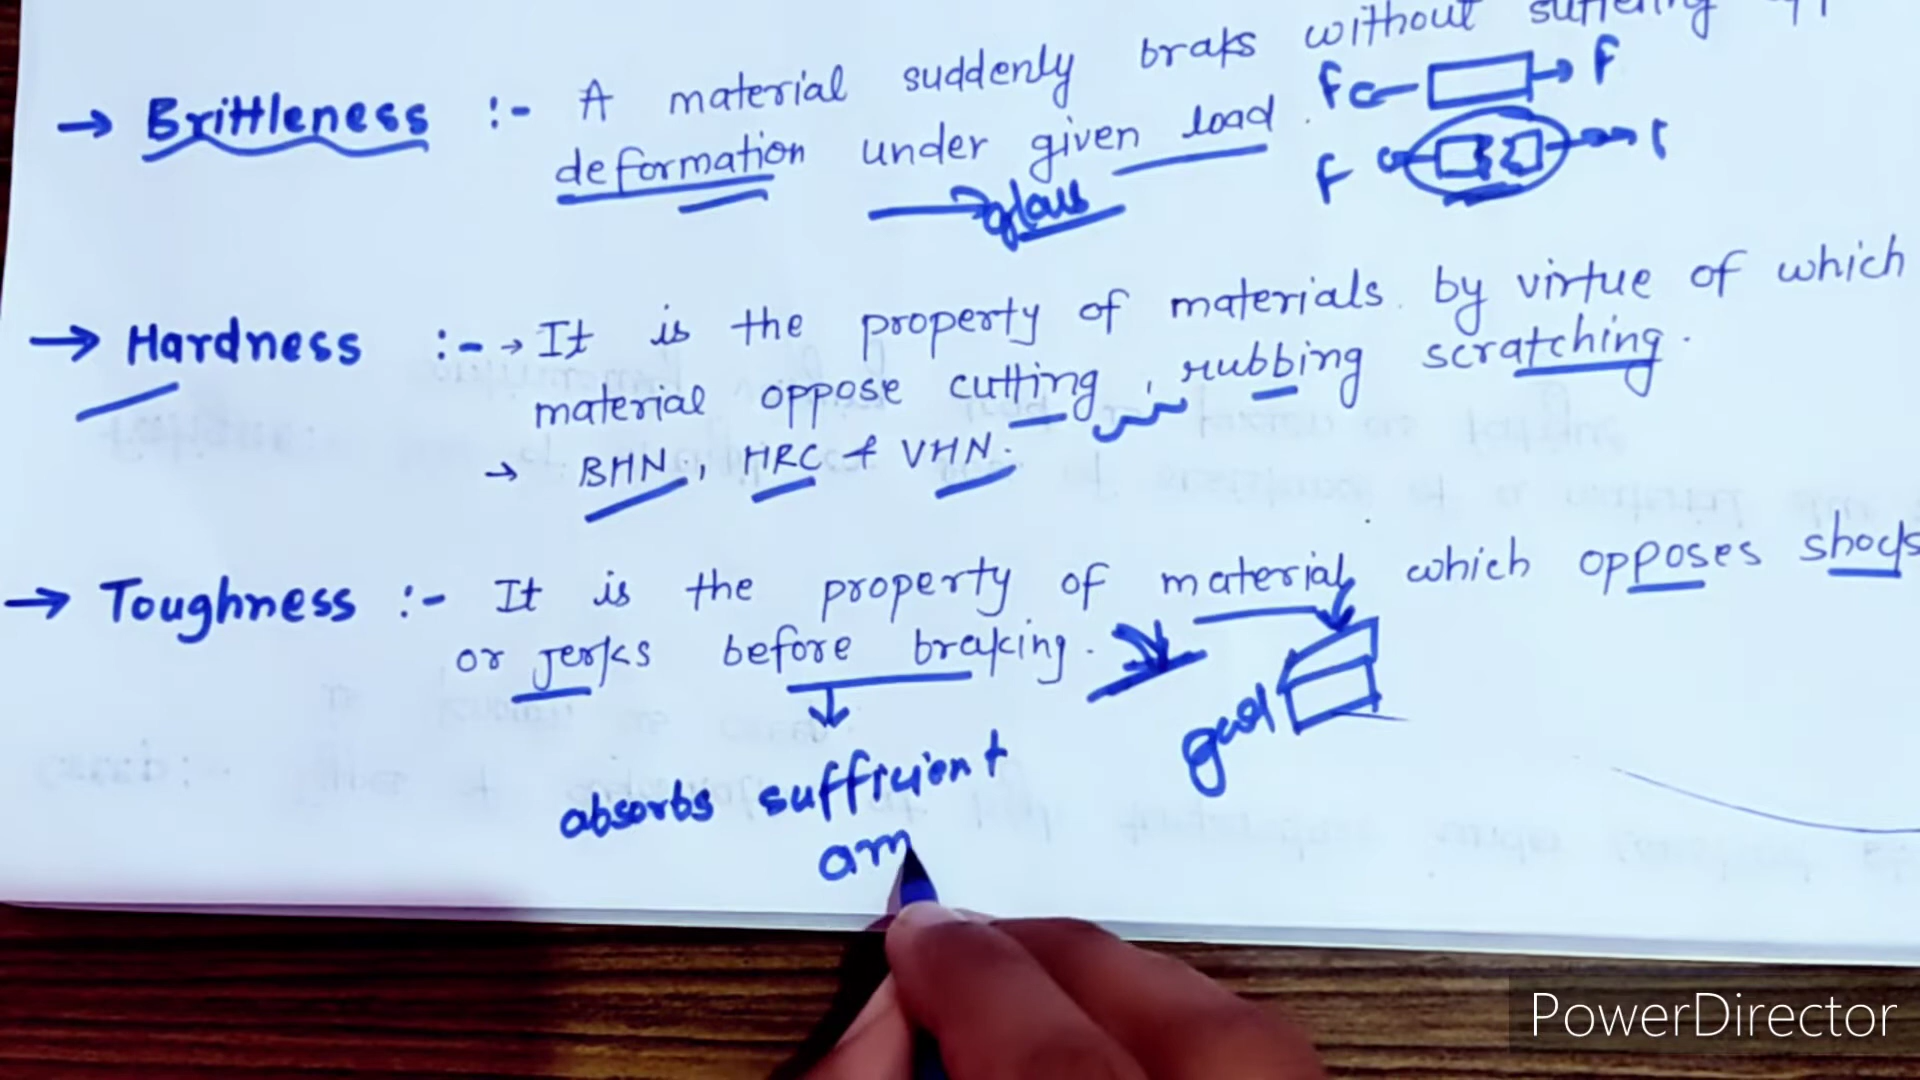 → Brittleness :- A material suddenly braks without suffering
deformation under given load.
F F
F
→ glass
→ Hardness :- → It is the property of materials by virtue of which
material oppose cutting, rubbing scratching.
→ BHN, HRC & VHN.
→ Toughness :- It is the property of material which opposes shocks
or jerks before braking.
absorbs sufficient
am
PowerDirector